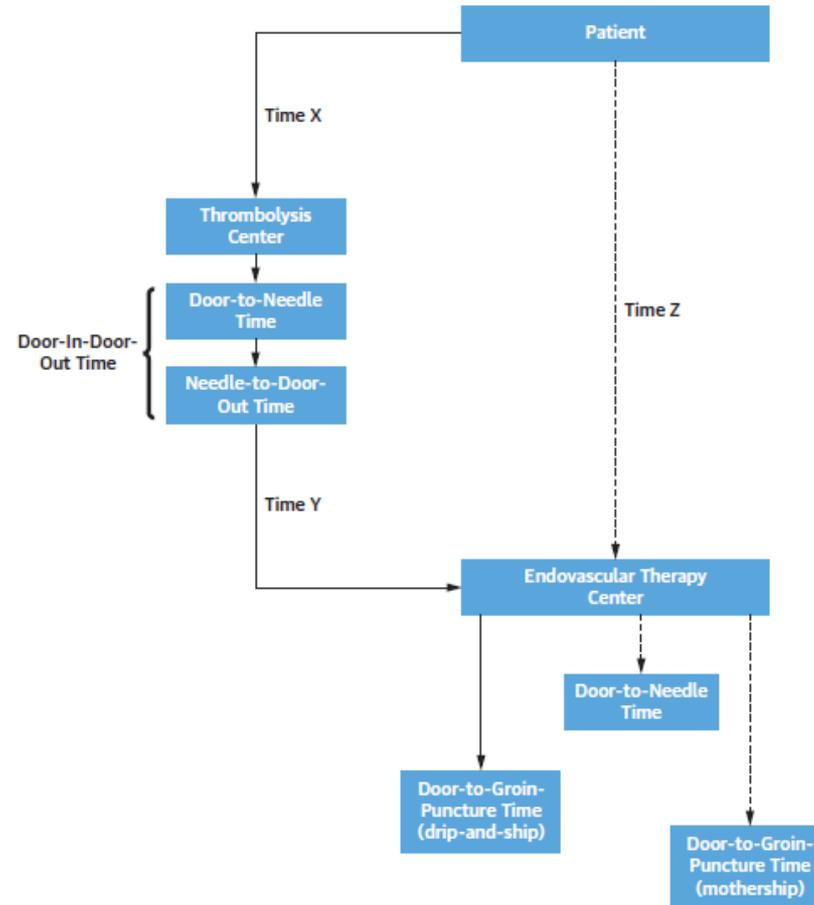 Patient
Time X
Thrombolysis
Center
Door-to-Needle
Time
Door-In-Door-
Out Time
Needle-to-Door-
Out Time
Time Z
Time Y
Endovascular Therapy
Center
Door-to-Needle
Time
Door-to-Groin-
Puncture Time
(drip-and-ship)
Door-to-Groin-
Puncture Time
(mothership)